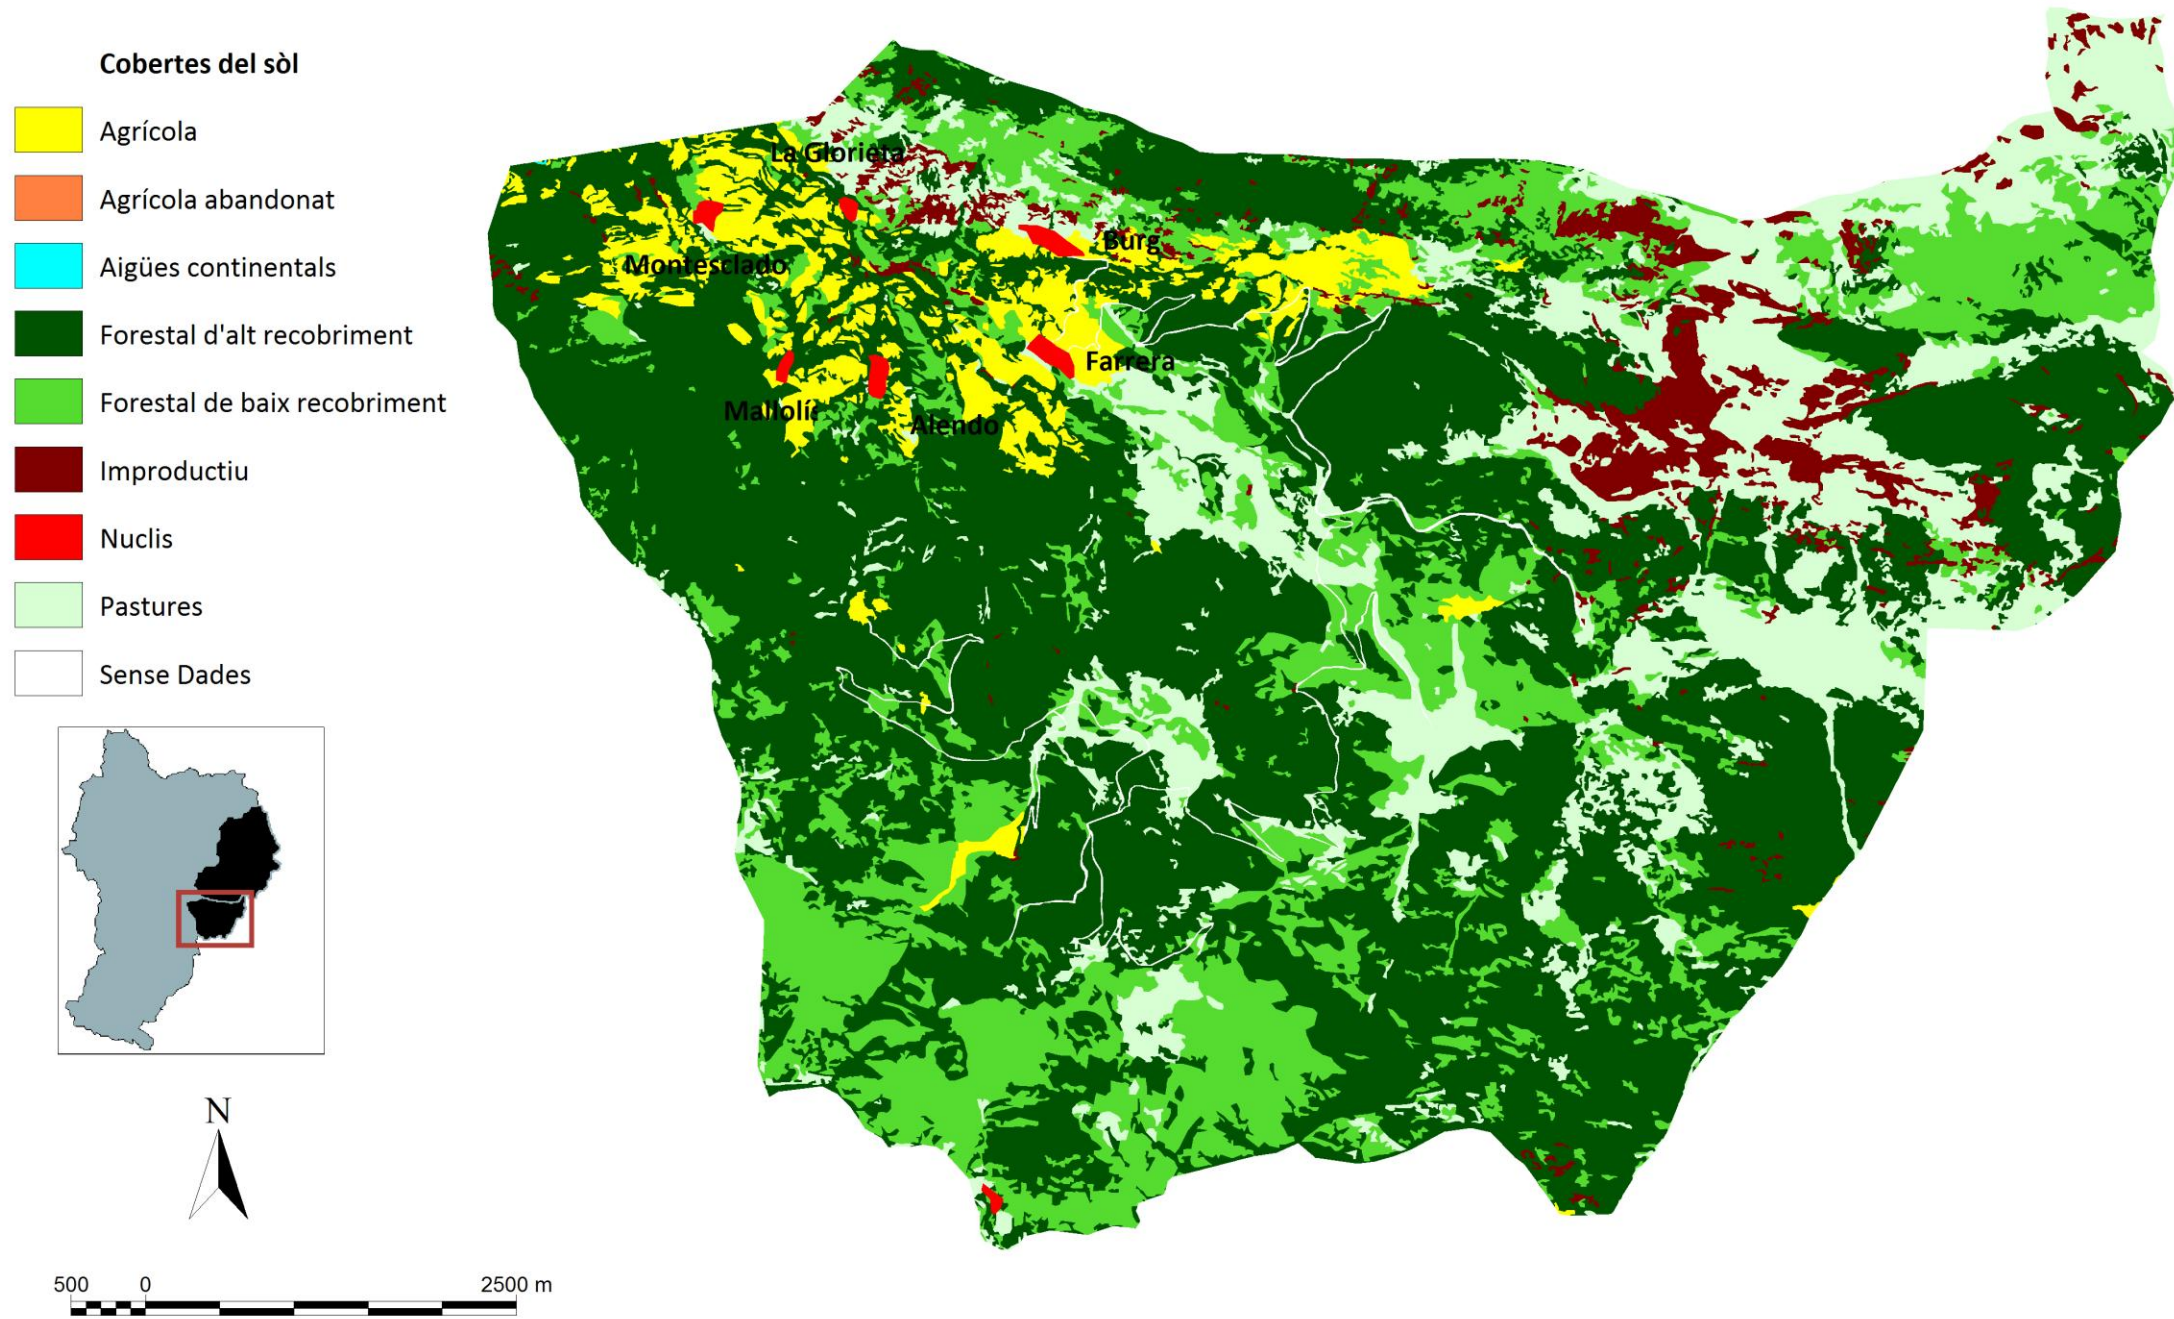 Cobertes del sòl
Agrícola
Agrícola abandonat
Aigües continentals
Forestal d'alt recobriment
Forestal de baix recobriment
Improductiu
Nuclis
Pastures
Sense Dades
N
500 0 2500 m
La Glorieta
Burg
Montesclado
Farrera
Mallolís
Alendo